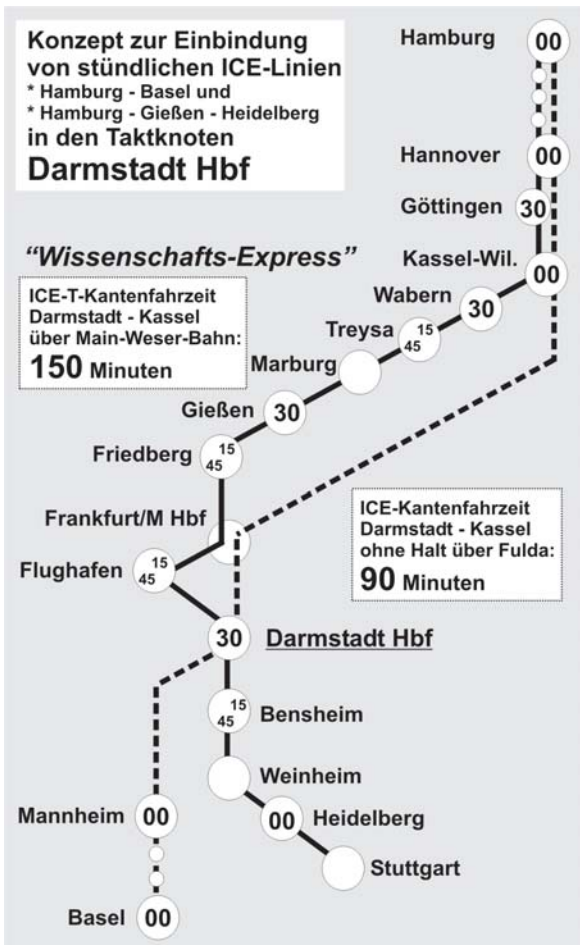 Konzept zur Einbindung
von stündlichen ICE-Linien
* Hamburg - Basel und
* Hamburg - Gießen - Heidelberg
in den Taktknoten
Darmstadt Hbf
Hamburg
00
Hannover
00
Göttingen
30
"Wissenschafts-Express"
Kassel-Wil.
00
ICE-T-Kantenfahrzeit
Darmstadt - Kassel
über Main-Weser-Bahn:
150 Minuten
Wabern
30
Treysa
15
45
Marburg
Gießen
30
Friedberg
15
45
Frankfurt/M Hbf
ICE-Kantenfahrzeit
Darmstadt - Kassel
ohne Halt über Fulda:
90 Minuten
Flughafen
15
45
30
Darmstadt Hbf
15
45
Bensheim
Weinheim
Mannheim
00
00
Heidelberg
Stuttgart
Basel
00